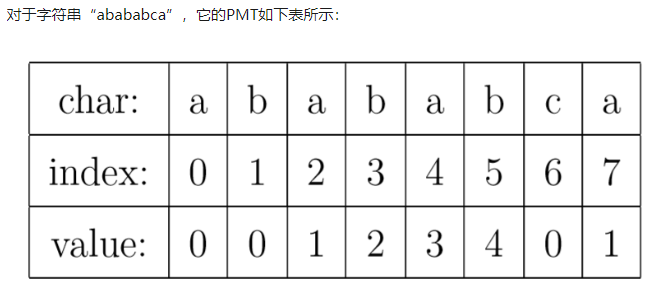 对于字符串“abababca”，它的PMT如下表所示：
char: a b a b a b c a
index: 0 1 2 3 4 5 6 7
value: 0 0 1 2 3 4 0 1